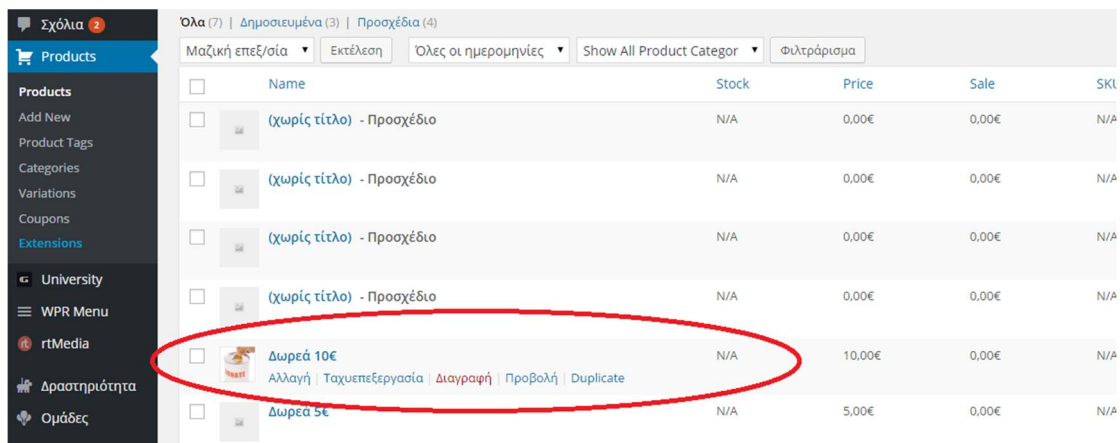 Σχόλια 2
Products
Products
Add New
Product Tags
Categories
Variations
Coupons
Extensions
University
WPR Menu
rtMedia
Δραστηριότητα
Ομάδες
Όλα (7) | Δημοσιευμένα (3) | Προσχέδια (4)
Μαζική επεξ/σία Εκτέλεση Όλες οι ημερομηνίες Show All Product Categor Φιλτράρισμα
Name Stock Price Sale SKU
(χωρίς τίτλο) - Προσχέδιο N/A 0,00€ 0,00€ N/A
(χωρίς τίτλο) - Προσχέδιο N/A 0,00€ 0,00€ N/A
(χωρίς τίτλο) - Προσχέδιο N/A 0,00€ 0,00€ N/A
(χωρίς τίτλο) - Προσχέδιο N/A 0,00€ 0,00€ N/A
Δωρεά 10€ N/A 10,00€ 0,00€ N/A
Αλλαγή | Ταχυεπεξεργασία | Διαγραφή | Προβολή | Duplicate
Δωρεά 5€ N/A 5,00€ 0,00€ N/A